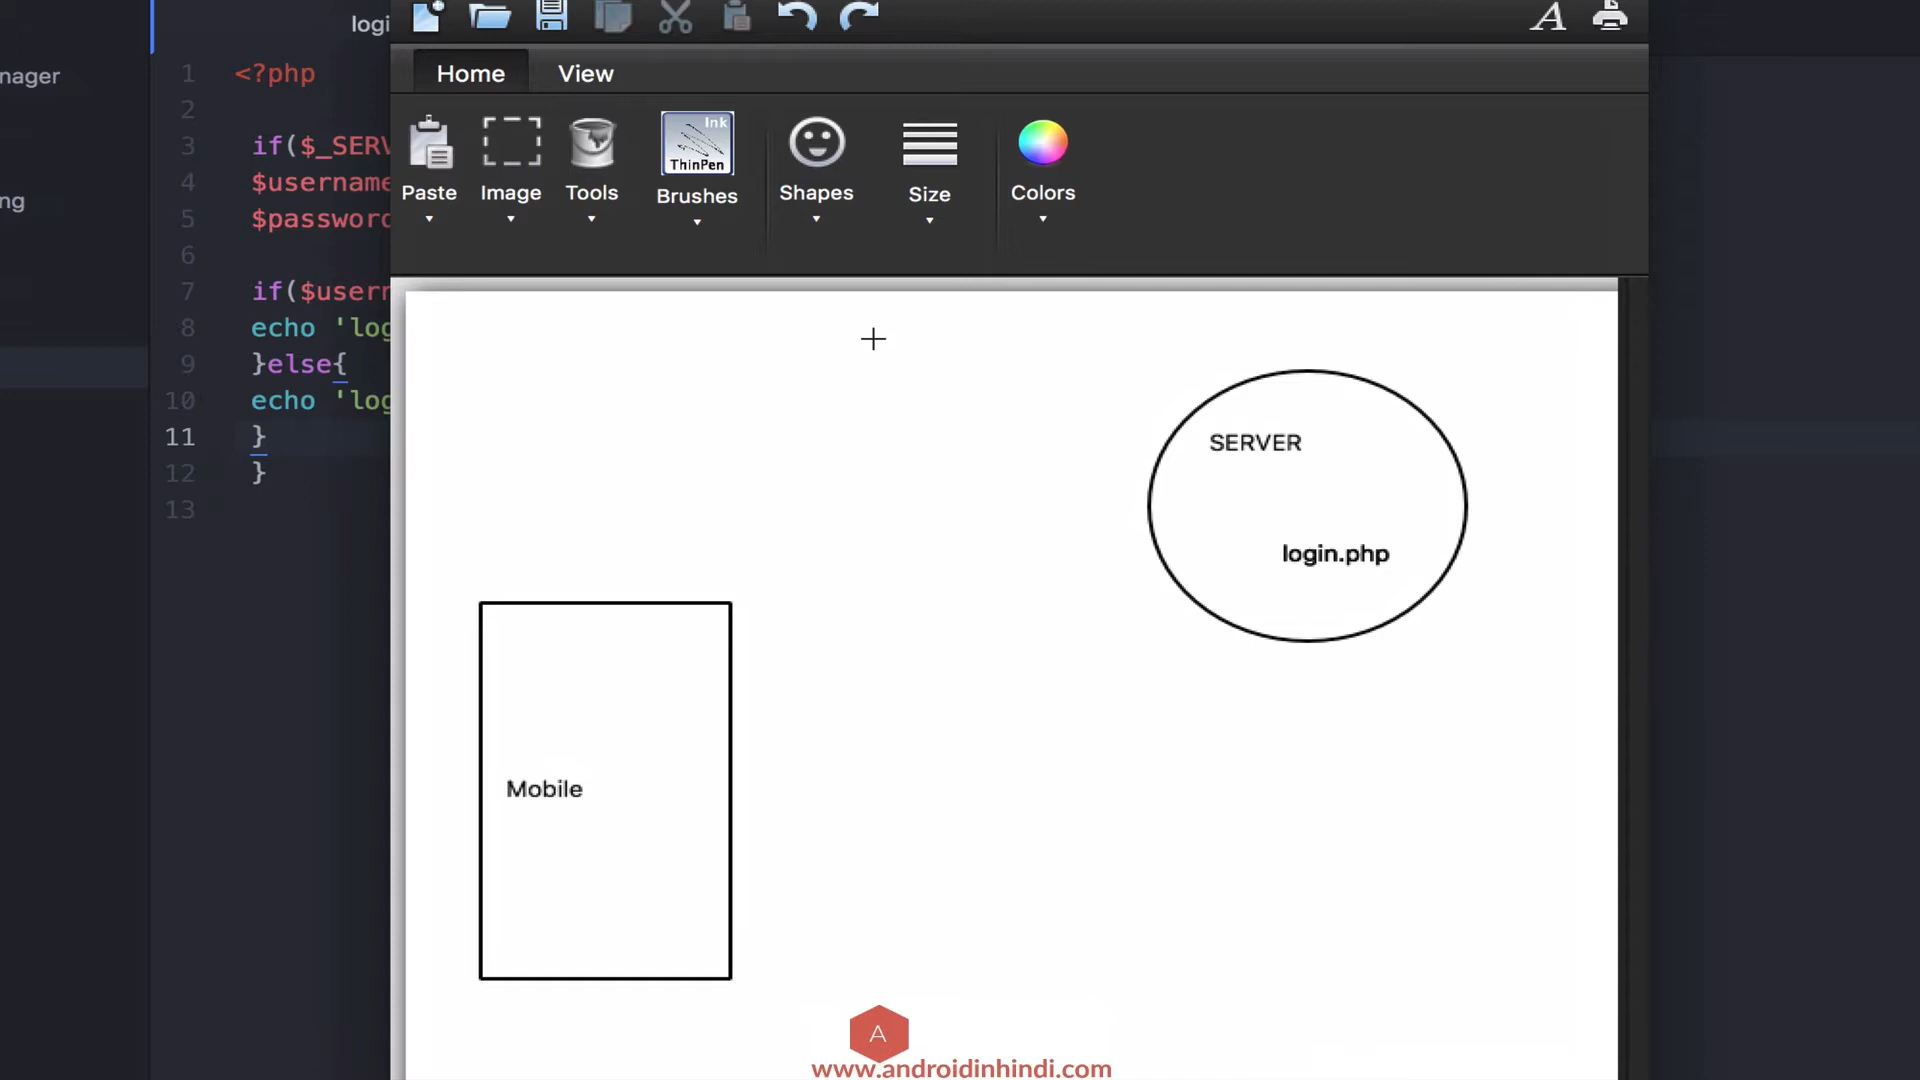 logi
nager
ng
1 <?php
2
3 if($_SERV
4 $username
5 $password
6
7 if($usern
8 echo 'log
9 }else{
10 echo 'log
11 }
12 }
13
A
Home View
Ink
ThinPen
Paste Image Tools Brushes Shapes Size Colors
SERVER
login.php
Mobile
A
www.androidinhindi.com